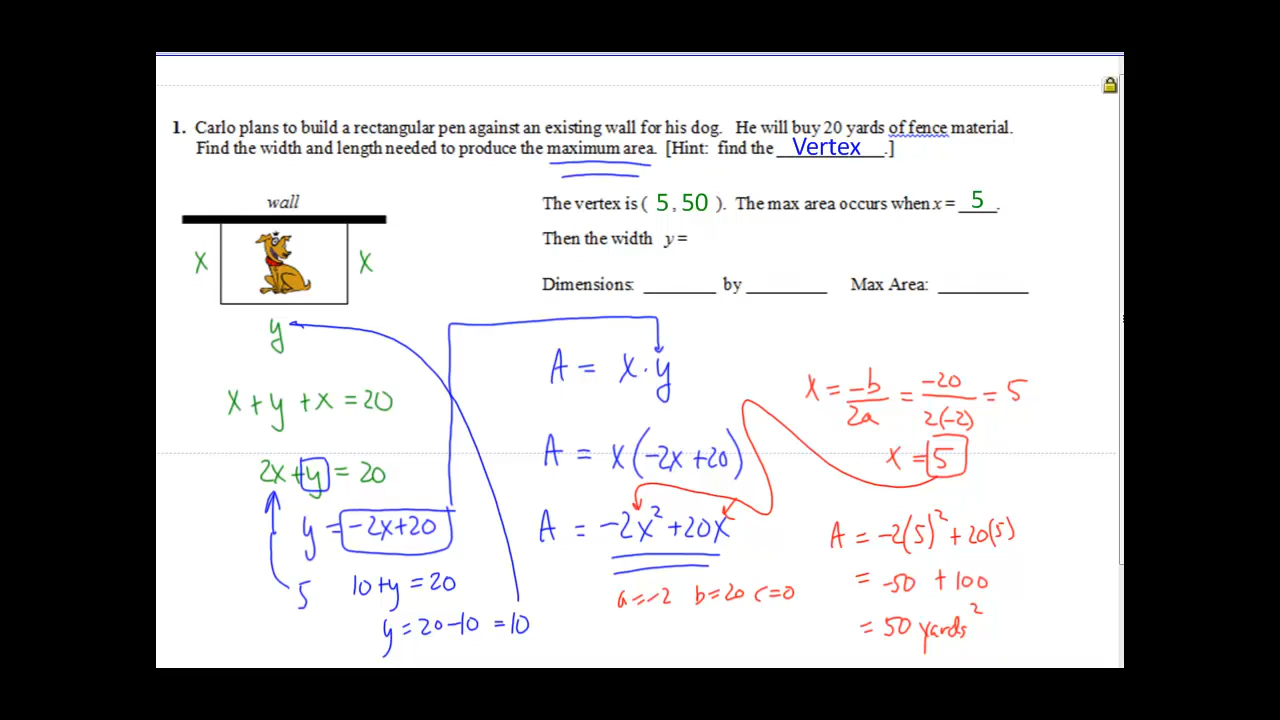 1. Carlo plans to build a rectangular pen against an existing wall for his dog. He will buy 20 yards of fence material.
Find the width and length needed to produce the maximum area. [Hint: find the Vertex.]
wall
The vertex is ( 5, 50 ). The max area occurs when x = 5.
Then the width y =
X X
Dimensions: ________ by _________ Max Area: __________
y
A = x·y
x = -b/2a = -20/2(-2) = 5
x + y + x = 20
A = x(-2x + 20)
x = 5
2x + y = 20
y = -2x + 20
A = -2x² + 20x
A = -2(5)² + 20(5)
5
10 + y = 20
a = -2 b = 20 c = 0
= -50 + 100
y = 20 - 10 = 10
= 50 yards²